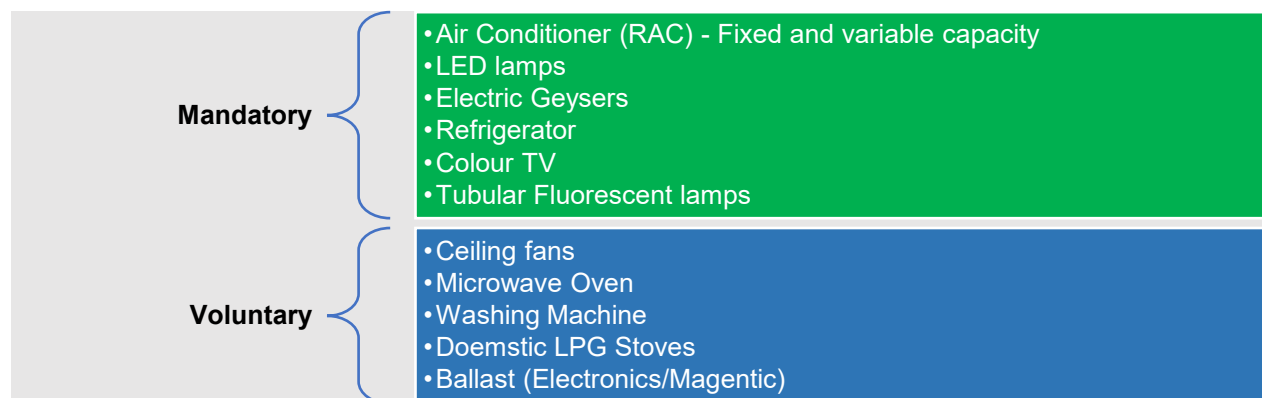 Mandatory
•Air Conditioner (RAC) - Fixed and variable capacity
•LED lamps
•Electric Geysers
•Refrigerator
•Colour TV
•Tubular Fluorescent lamps
Voluntary
•Ceiling fans
•Microwave Oven
•Washing Machine
•Doemstic LPG Stoves
•Ballast (Electronics/Magentic)